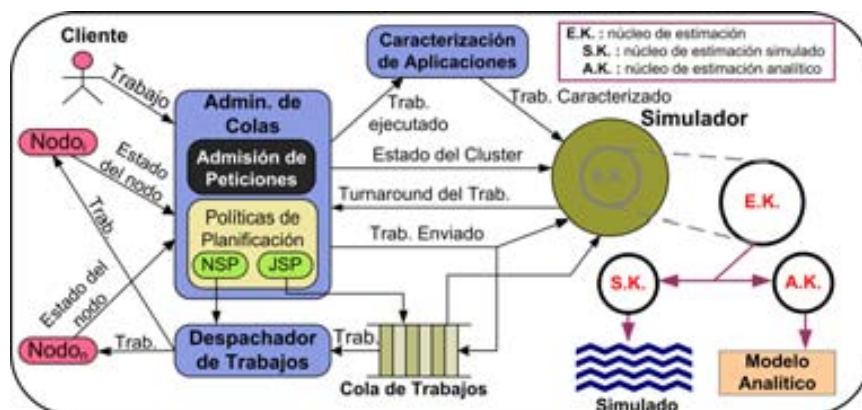 Cliente
Trabajo
Nodo₁
Estado
del nodo
Trab.
Estado del
nodo
Nodoₙ
Trab.
Admin. de
Colas
Admisión de
Peticiones
Políticas de
Planificación
NSP
JSP
Despachador
de Trabajos
Trab.
Cola de Trabajos
Caracterización
de Aplicaciones
Trab.
ejecutado
Trab. Caracterizado
Estado del Cluster
Turnaround del Trab.
Trab. Enviado
Simulador
E.K. : núcleo de estimación
S.K. : núcleo de estimación simulado
A.K. : núcleo de estimación analítico
E.K.
S.K.
A.K.
Simulado
Modelo
Analítico